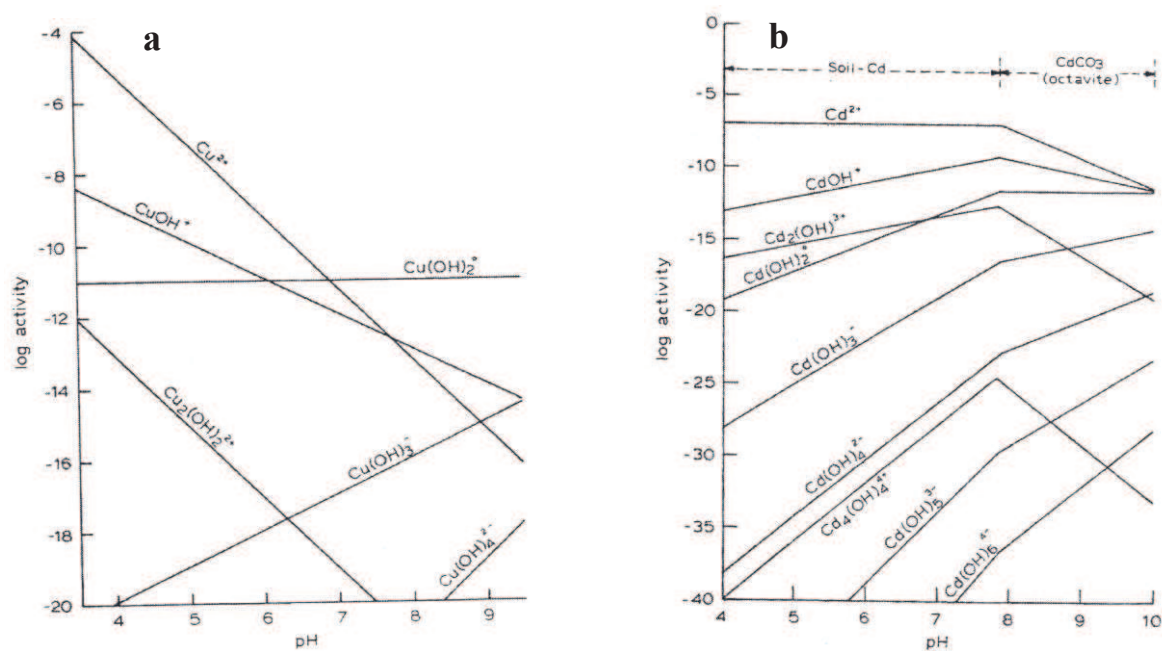 a
-4
-6
-8
-10
-12
-14
-16
-18
-20
log activity
4
5
6
7
8
9
pH
Cu²⁺
CuOH⁺
Cu(OH)₂°
Cu₂(OH)₂²⁺
Cu(OH)₃⁻
Cu(OH)₄²⁻
b
0
-5
-10
-15
-20
-25
-30
-35
-40
log activity
4
5
6
7
8
9
10
pH
Soil-Cd
CdCO₃
(octavite)
Cd²⁺
CdOH⁺
Cd₂(OH)³⁺
Cd(OH)₂°
Cd(OH)₃⁻
Cd(OH)₄²⁻
Cd₄(OH)₄⁴⁺
Cd(OH)₅³⁻
Cd(OH)₆⁴⁻